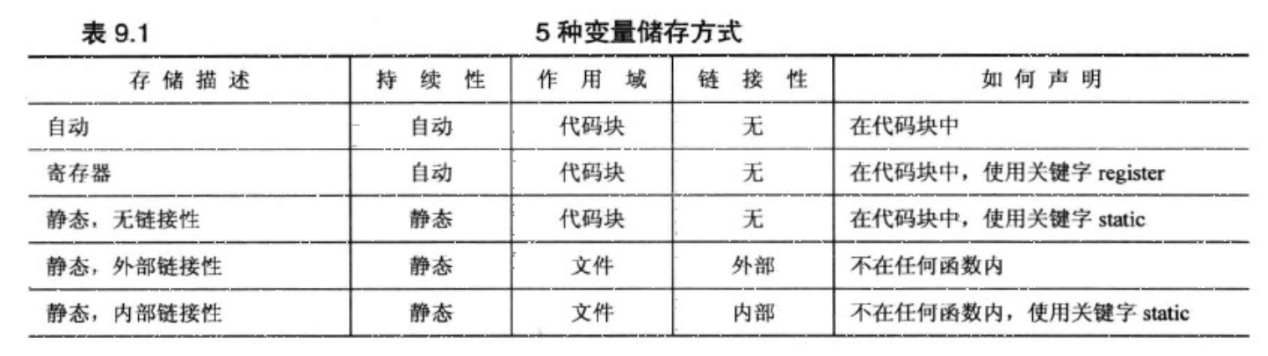 表 9.1 5 种变量储存方式
存储描述 持续性 作用域 链接性 如何声明
自动 自动 代码块 无 在代码块中
寄存器 自动 代码块 无 在代码块中，使用关键字 register
静态，无链接性 静态 代码块 无 在代码块中，使用关键字 static
静态，外部链接性 静态 文件 外部 不在任何函数内
静态，内部链接性 静态 文件 内部 不在任何函数内，使用关键字 static